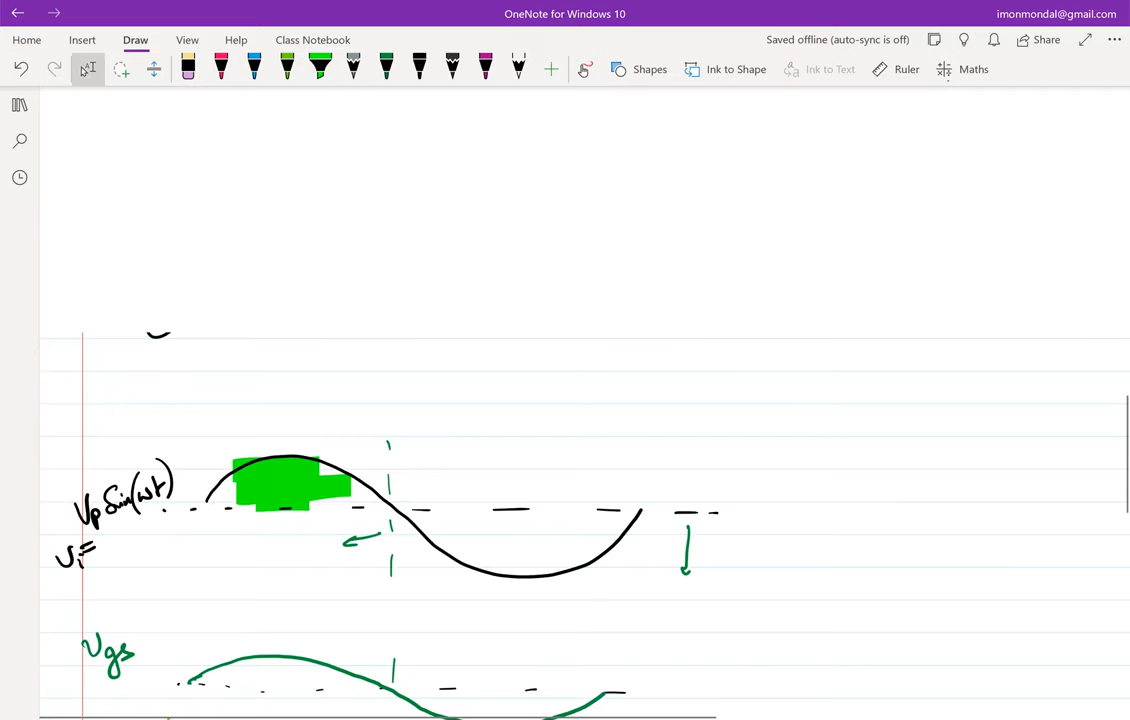 OneNote for Windows 10
imonmondal@gmail.com
Home Insert Draw View Help Class Notebook
Saved offline (auto-sync is off) Share
Shapes Ink to Shape Ink to Text Ruler Maths
Vp Sin(ωt)
vi =
vgs